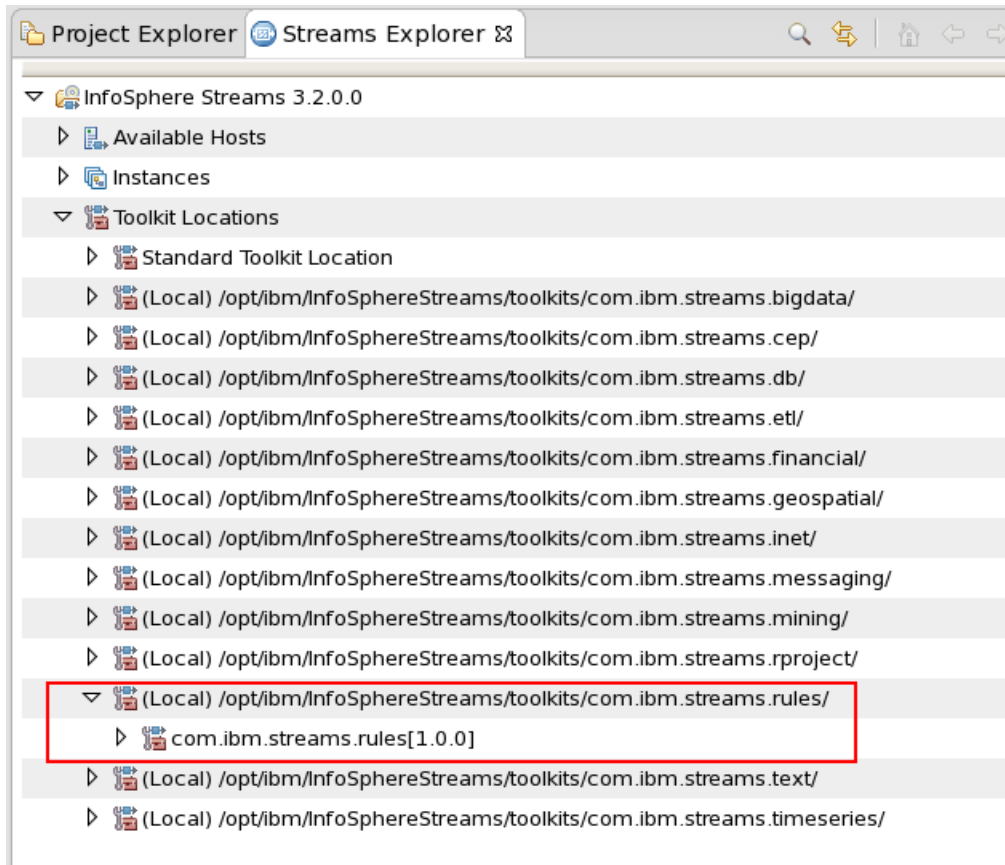 Project Explorer Streams Explorer
InfoSphere Streams 3.2.0.0
Available Hosts
Instances
Toolkit Locations
Standard Toolkit Location
(Local) /opt/ibm/InfoSphereStreams/toolkits/com.ibm.streams.bigdata/
(Local) /opt/ibm/InfoSphereStreams/toolkits/com.ibm.streams.cep/
(Local) /opt/ibm/InfoSphereStreams/toolkits/com.ibm.streams.db/
(Local) /opt/ibm/InfoSphereStreams/toolkits/com.ibm.streams.etl/
(Local) /opt/ibm/InfoSphereStreams/toolkits/com.ibm.streams.financial/
(Local) /opt/ibm/InfoSphereStreams/toolkits/com.ibm.streams.geospatial/
(Local) /opt/ibm/InfoSphereStreams/toolkits/com.ibm.streams.inet/
(Local) /opt/ibm/InfoSphereStreams/toolkits/com.ibm.streams.messaging/
(Local) /opt/ibm/InfoSphereStreams/toolkits/com.ibm.streams.mining/
(Local) /opt/ibm/InfoSphereStreams/toolkits/com.ibm.streams.rproject/
(Local) /opt/ibm/InfoSphereStreams/toolkits/com.ibm.streams.rules/
com.ibm.streams.rules[1.0.0]
(Local) /opt/ibm/InfoSphereStreams/toolkits/com.ibm.streams.text/
(Local) /opt/ibm/InfoSphereStreams/toolkits/com.ibm.streams.timeseries/